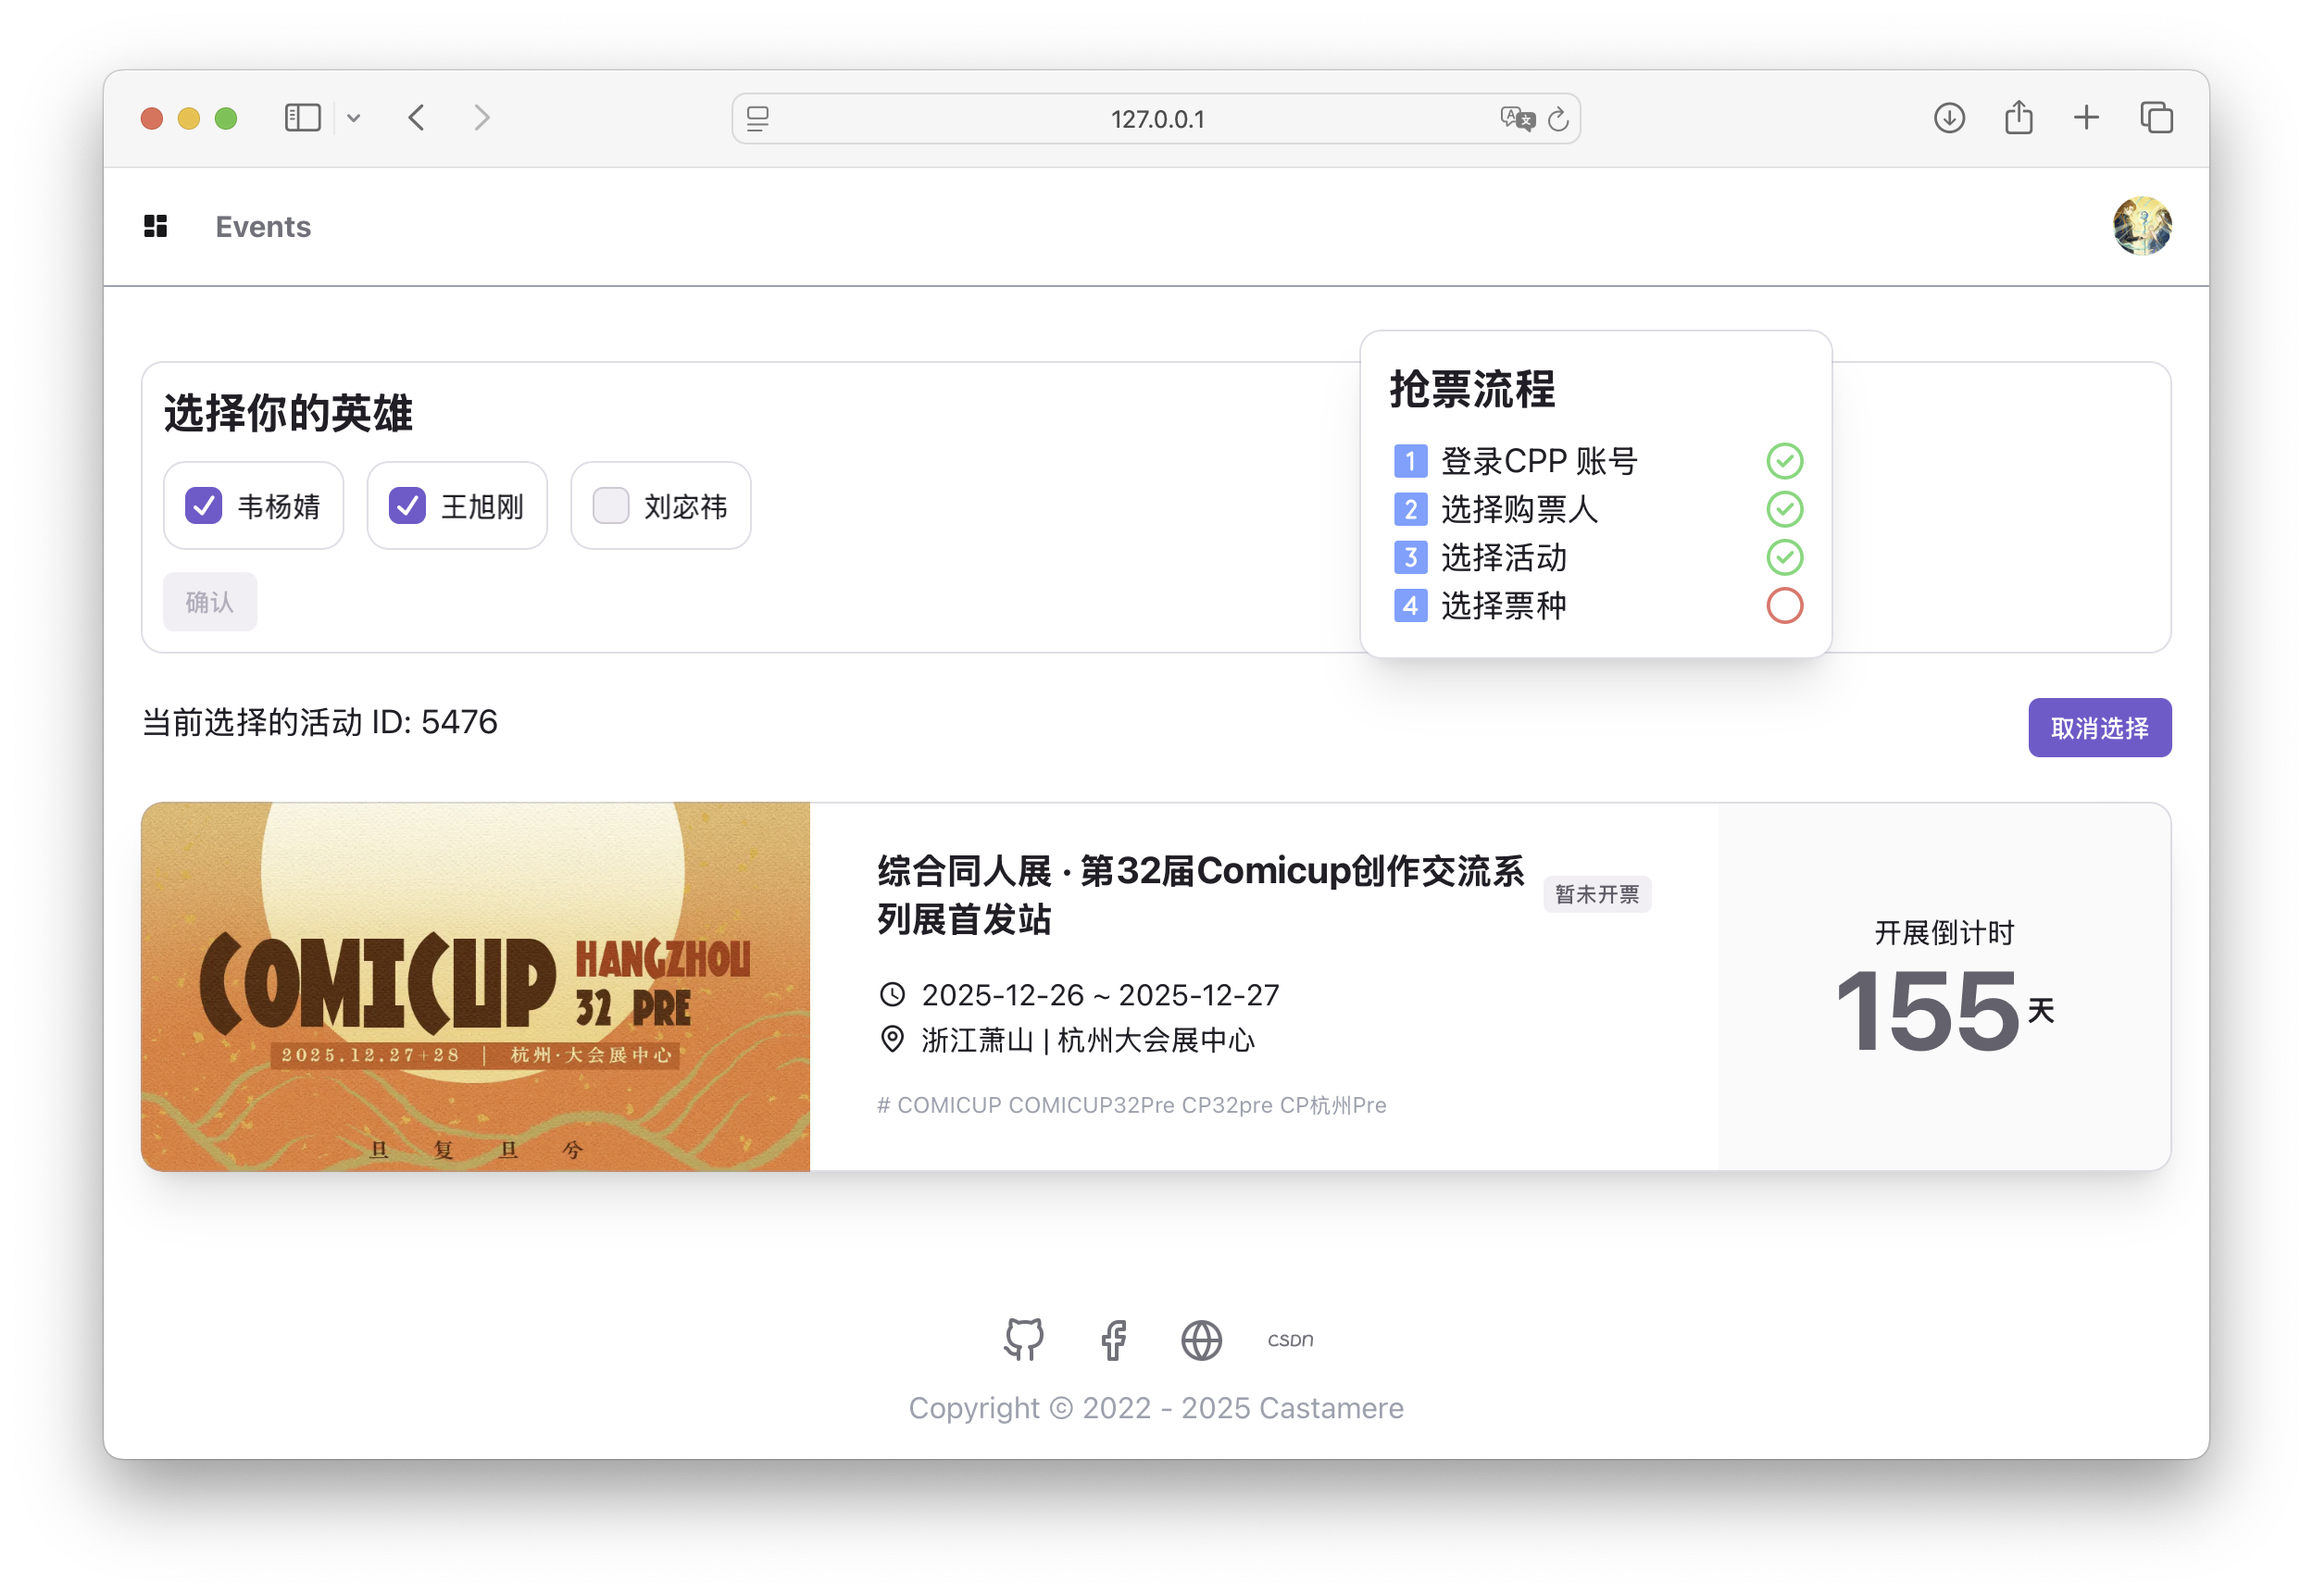 127.0.0.1
Events
选择你的英雄
韦杨婧
王旭刚
刘宓祎
确认
抢票流程
1 登录CPP 账号
2 选择购票人
3 选择活动
4 选择票种
当前选择的活动 ID: 5476
取消选择
COMICUP
HANGZHOU
32 PRE
2025.12.27+28 | 杭州·大会展中心
旦 复 旦 兮
综合同人展 · 第32届Comicup创作交流系
列展首发站
暂未开票
2025-12-26 ~ 2025-12-27
浙江萧山 | 杭州大会展中心
# COMICUP COMICUP32Pre CP32pre CP杭州Pre
开展倒计时
155天
CSDN
Copyright © 2022 - 2025 Castamere